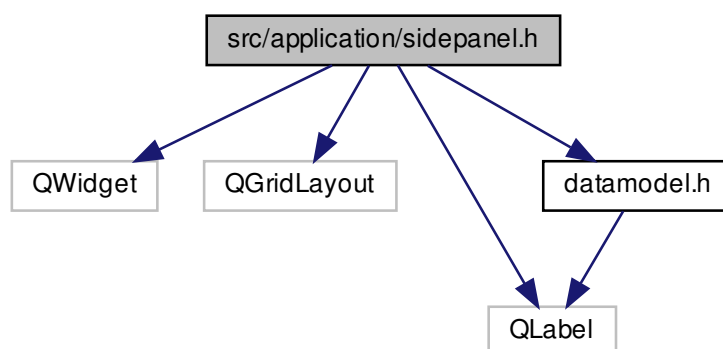 src/application/sidepanel.h
QWidget
QGridLayout
datamodel.h
QLabel